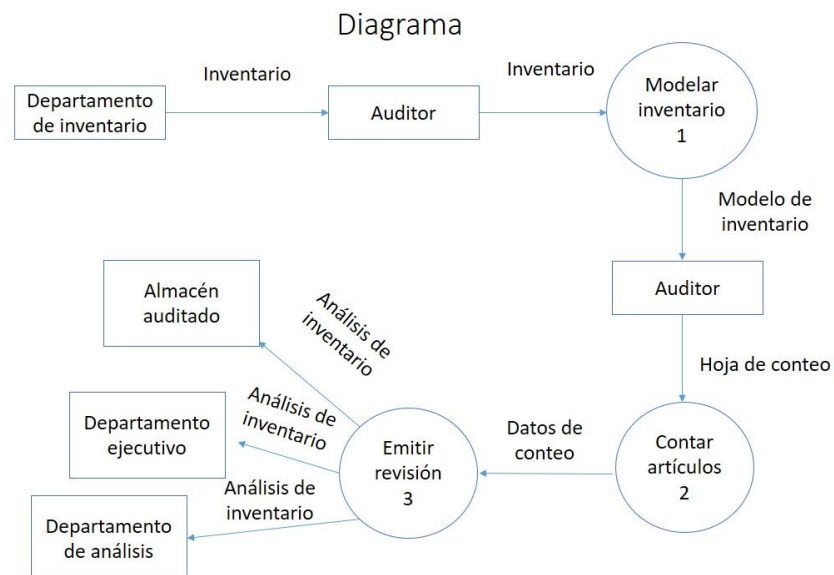 Diagrama
Inventario
Inventario
Departamento
de inventario
Auditor
Modelar
inventario
1
Modelo de
inventario
Auditor
Hoja de conteo
Contar
artículos
2
Datos de
conteo
Emitir
revisión
3
Análisis de
inventario
Almacén
auditado
Análisis de
inventario
Departamento
ejecutivo
Análisis de
inventario
Departamento
de análisis